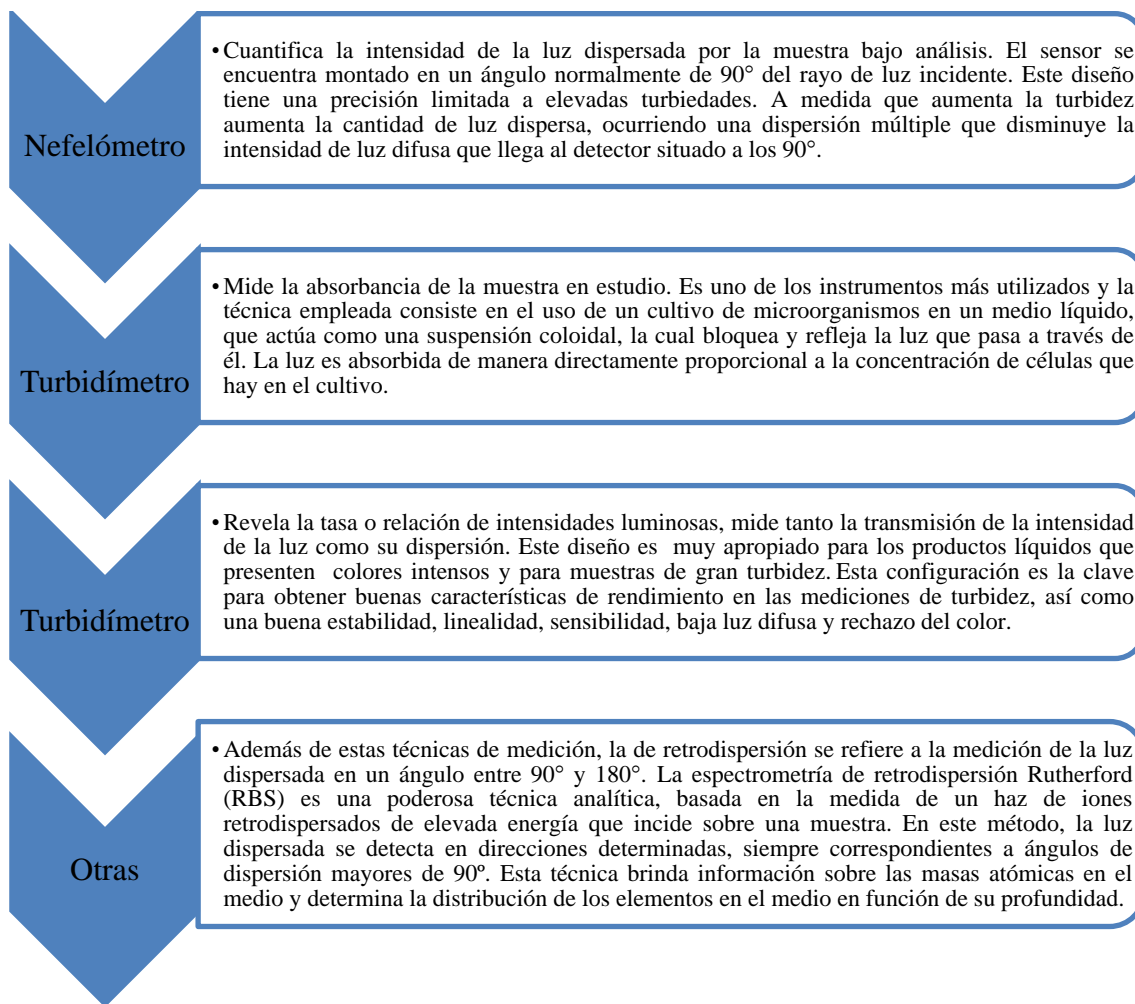 Nefelómetro
•Cuantifica la intensidad de la luz dispersada por la muestra bajo análisis. El sensor se
encuentra montado en un ángulo normalmente de 90° del rayo de luz incidente. Este diseño
tiene una precisión limitada a elevadas turbiedades. A medida que aumenta la turbidez
aumenta la cantidad de luz dispersa, ocurriendo una dispersión múltiple que disminuye la
intensidad de luz difusa que llega al detector situado a los 90°.
Turbidímetro
•Mide la absorbancia de la muestra en estudio. Es uno de los instrumentos más utilizados y la
técnica empleada consiste en el uso de un cultivo de microorganismos en un medio líquido,
que actúa como una suspensión coloidal, la cual bloquea y refleja la luz que pasa a través de
él. La luz es absorbida de manera directamente proporcional a la concentración de células que
hay en el cultivo.
Turbidímetro
•Revela la tasa o relación de intensidades luminosas, mide tanto la transmisión de la intensidad
de la luz como su dispersión. Este diseño es muy apropiado para los productos líquidos que
presenten colores intensos y para muestras de gran turbidez. Esta configuración es la clave
para obtener buenas características de rendimiento en las mediciones de turbidez, así como
una buena estabilidad, linealidad, sensibilidad, baja luz difusa y rechazo del color.
Otras
•Además de estas técnicas de medición, la de retrodispersión se refiere a la medición de la luz
dispersada en un ángulo entre 90° y 180°. La espectrometría de retrodispersión Rutherford
(RBS) es una poderosa técnica analítica, basada en la medida de un haz de iones
retrodispersados de elevada energía que incide sobre una muestra. En este método, la luz
dispersada se detecta en direcciones determinadas, siempre correspondientes a ángulos de
dispersión mayores de 90º. Esta técnica brinda información sobre las masas atómicas en el
medio y determina la distribución de los elementos en el medio en función de su profundidad.